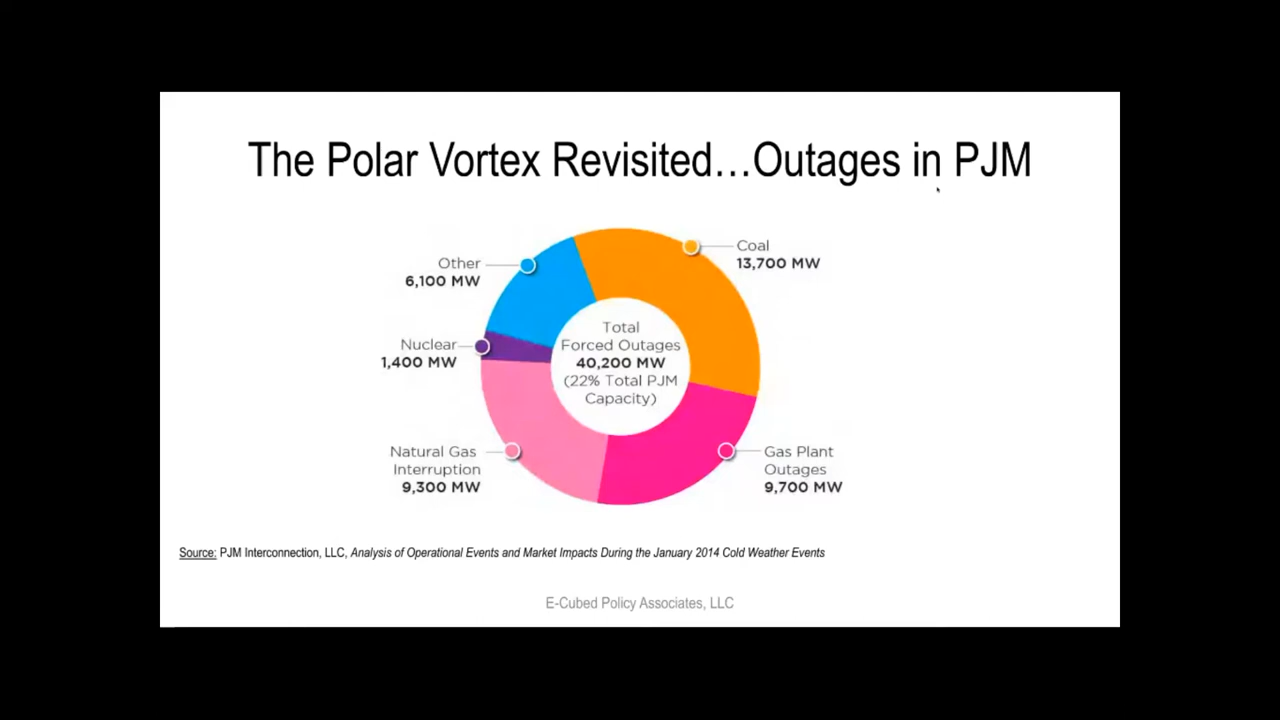 The Polar Vortex Revisited…Outages in PJM
Coal
13,700 MW
Other
6,100 MW
Total
Forced Outages
40,200 MW
(22% Total PJM
Capacity)
Nuclear
1,400 MW
Natural Gas
Interruption
9,300 MW
Gas Plant
Outages
9,700 MW
Source: PJM Interconnection, LLC, Analysis of Operational Events and Market Impacts During the January 2014 Cold Weather Events
E-Cubed Policy Associates, LLC